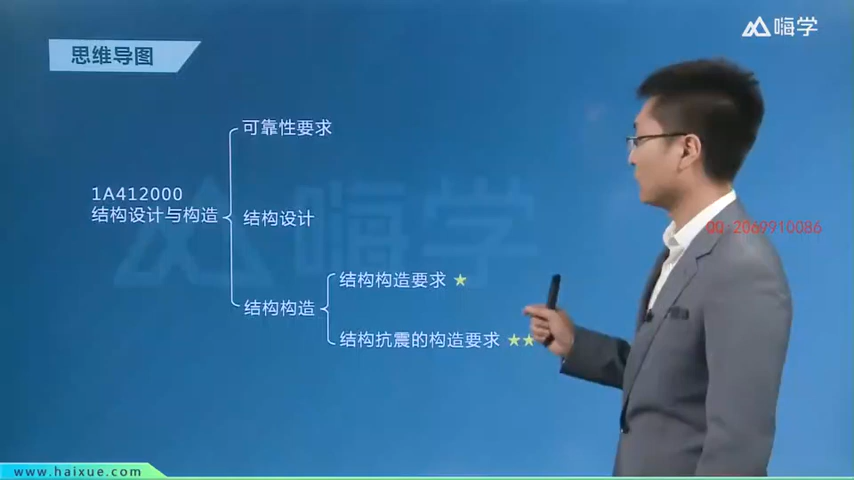 嗨学
思维导图
可靠性要求
1A412000
结构设计与构造
结构设计
结构构造
结构构造要求 ★
结构抗震的构造要求 ★★
QQ:2069910086
嗨学
www.haixue.com